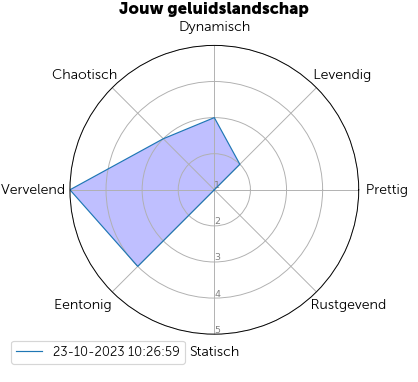 Jouw geluidslandschap
Dynamisch
Chaotisch
Levendig
Vervelend
Prettig
1
2
3
4
5
Eentonig
Rustgevend
23-10-2023 10:26:59
Statisch